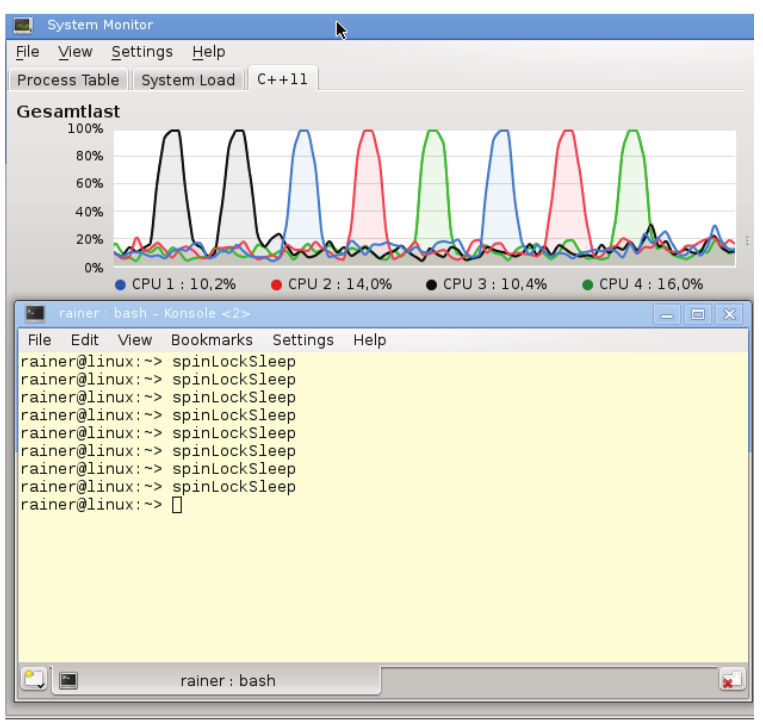 System Monitor
File View Settings Help
Process Table System Load C++11
Gesamtlast
100%
80%
60%
40%
20%
0%
CPU 1 : 10,2% CPU 2 : 14,0% CPU 3 : 10,4% CPU 4 : 16,0%
rainer : bash – Konsole <2>
File Edit View Bookmarks Settings Help
rainer@linux:~> spinLockSleep
rainer@linux:~> spinLockSleep
rainer@linux:~> spinLockSleep
rainer@linux:~> spinLockSleep
rainer@linux:~> spinLockSleep
rainer@linux:~> spinLockSleep
rainer@linux:~> spinLockSleep
rainer@linux:~> spinLockSleep
rainer@linux:~>
rainer : bash